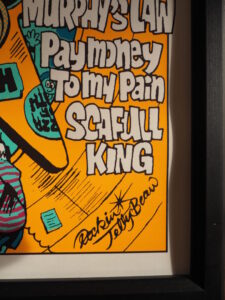 MURPHY'S LAW
Pay money
To my Pain
SCAFULL
KING
Rockin'
Jelly Bean